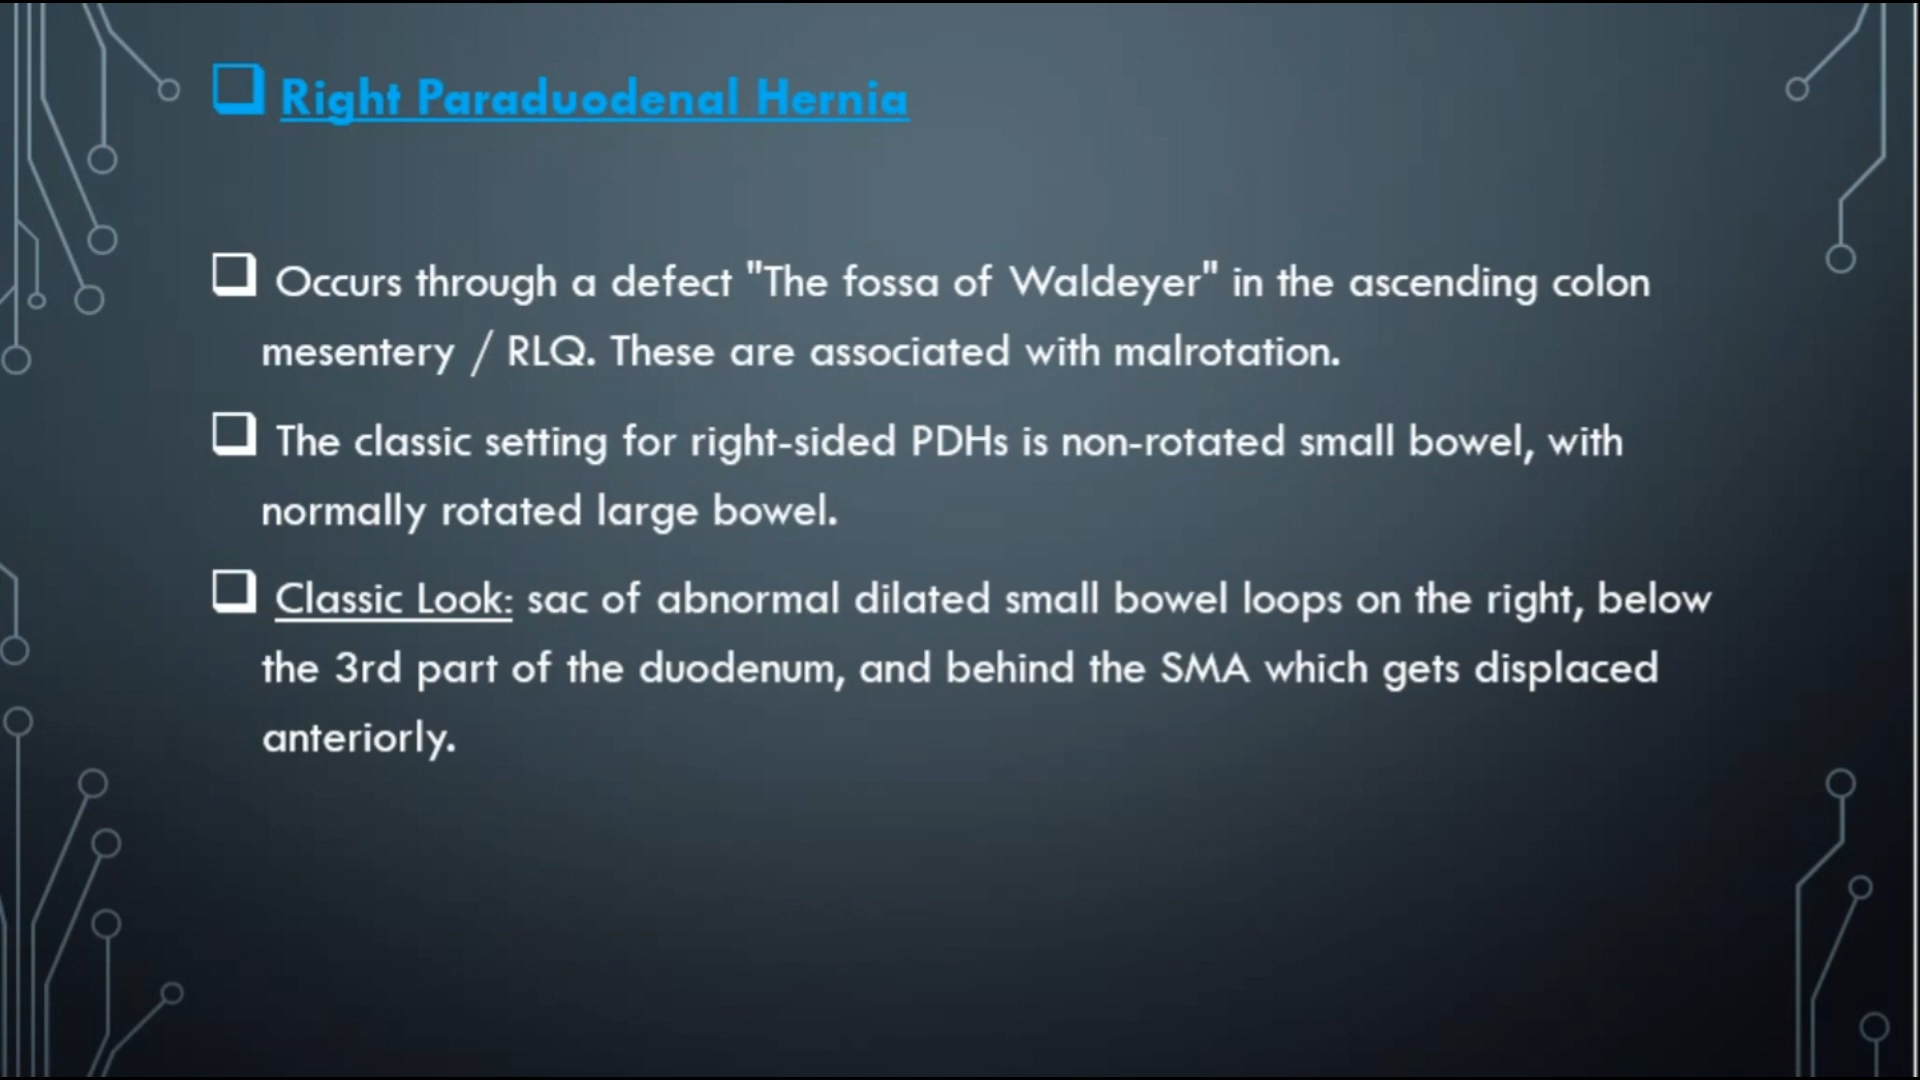 Right Paraduodenal Hernia
Occurs through a defect "The fossa of Waldeyer" in the ascending colon
mesentery / RLQ. These are associated with malrotation.
The classic setting for right-sided PDHs is non-rotated small bowel, with
normally rotated large bowel.
Classic Look: sac of abnormal dilated small bowel loops on the right, below
the 3rd part of the duodenum, and behind the SMA which gets displaced
anteriorly.